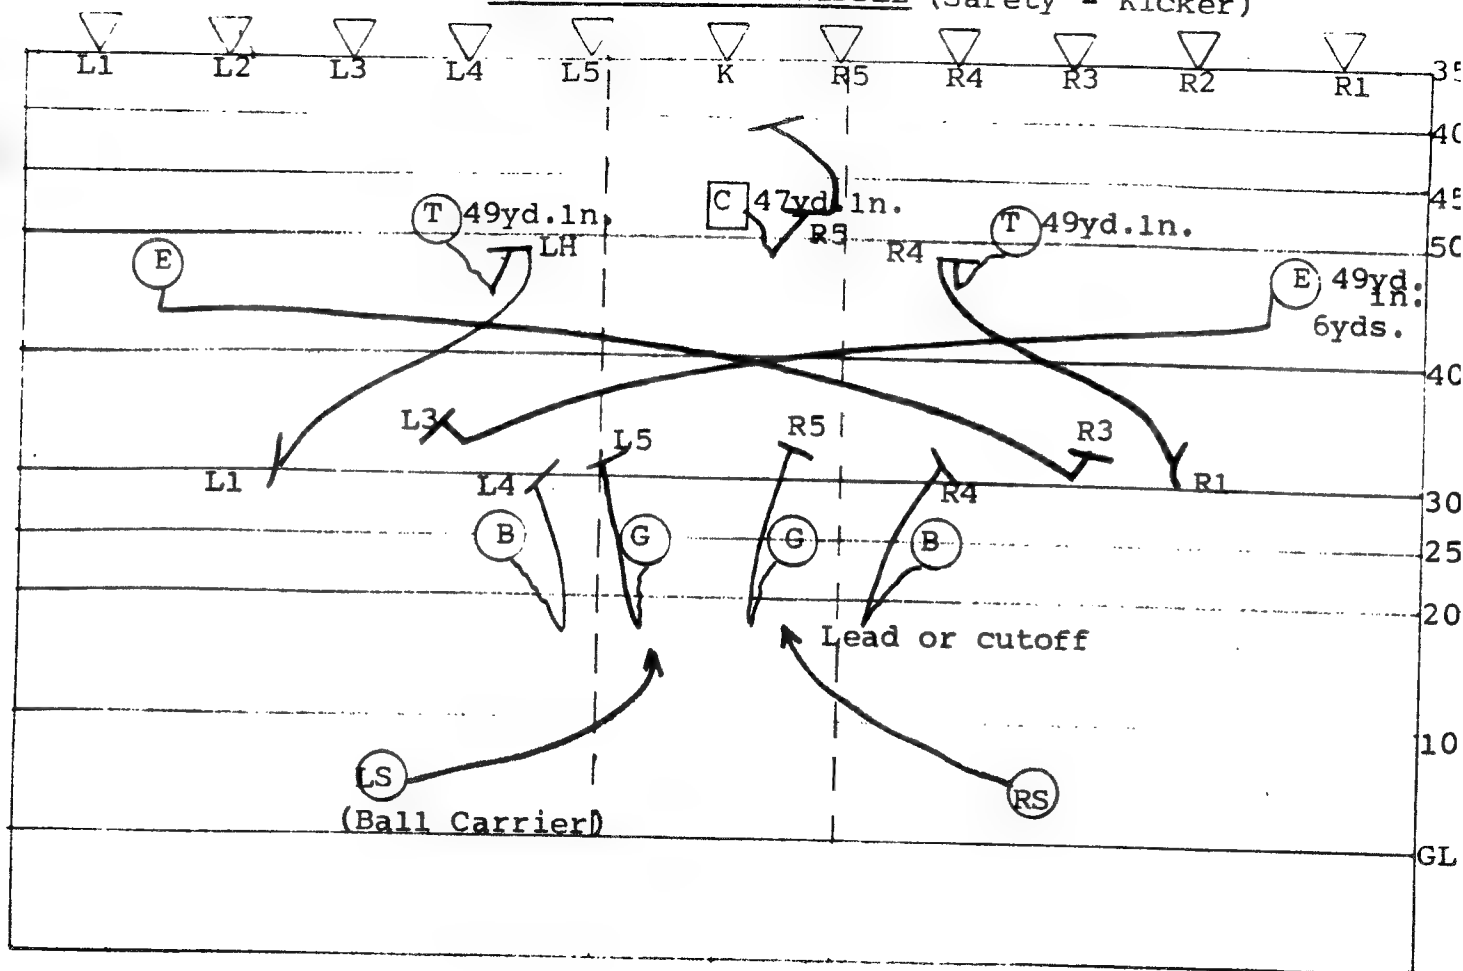 (Safety - Kicker)
L1 L2 L3 L4 L5 K R5 R4 R3 R2 R1
35
40
T 49yd.ln. C 47yd.ln. T 49yd.ln. 45
E LH R5 R4 50
E 49yd.
ln.
6yds.
40
L3 L5 R5 R3
L1 L4 R4 R1
30
B G G B 25
20
Lead or cutoff
10
LS RS
(Ball Carrier)
GL